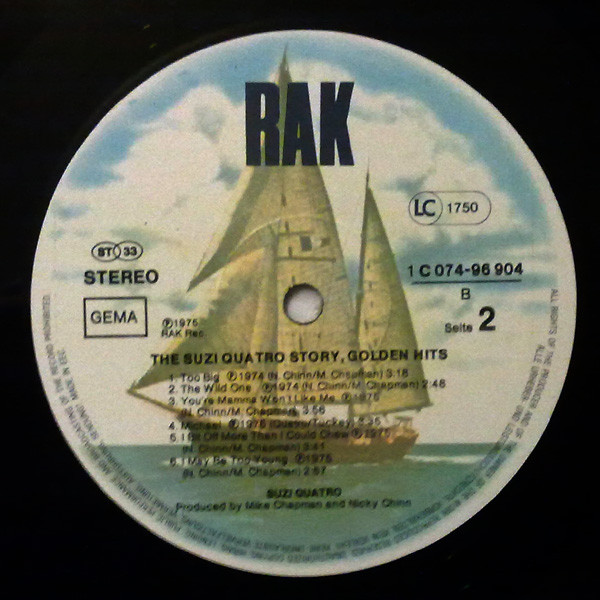 RAK
LC 1750
ST 33
STEREO
1 C 074-96 904
B
Seite 2
GEMA
℗1975
RAK Rec.
THE SUZI QUATRO STORY, GOLDEN HITS
1. Too Big ℗1974 (N. Chinn/M. Chapman) 3:18
2. The Wild One ℗1974 (N. Chinn/M. Chapman) 2:48
3. You're Mamma Won't Like Me ℗1975
(N. Chinn/M. Chapman) 3:56
4. Michael ℗1975 (Quatro/Tuckey) 3:35
5. I Bit Off More Than I Could Chew ℗1975
(N. Chinn/M. Chapman) 3:41
6. I May Be Too Young ℗1975
(N. Chinn/M. Chapman) 2:57
SUZI QUATRO
Produced by Mike Chapman and Nicky Chinn